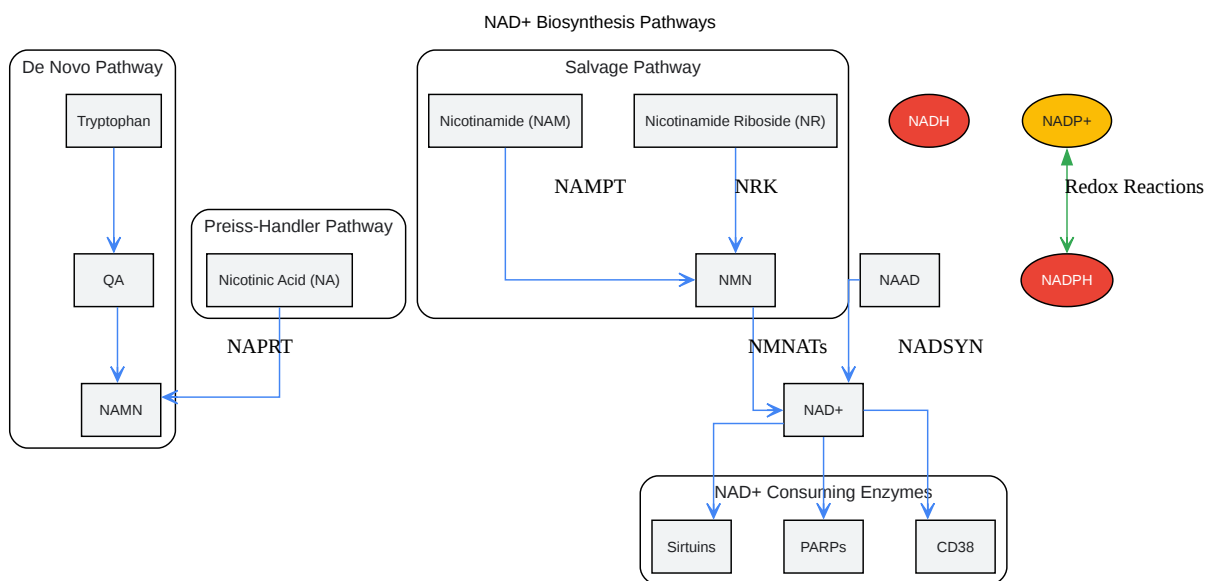 NAD+ Biosynthesis Pathways
De Novo Pathway
Salvage Pathway
Tryptophan
Nicotinamide (NAM)
Nicotinamide Riboside (NR)
NADH
NADP+
NAMPT
NRK
Redox Reactions
Preiss-Handler Pathway
QA
Nicotinic Acid (NA)
NMN
NAAD
NADPH
NAPRT
NMNATs
NADSYN
NAMN
NAD+
NAD+ Consuming Enzymes
Sirtuins
PARPs
CD38